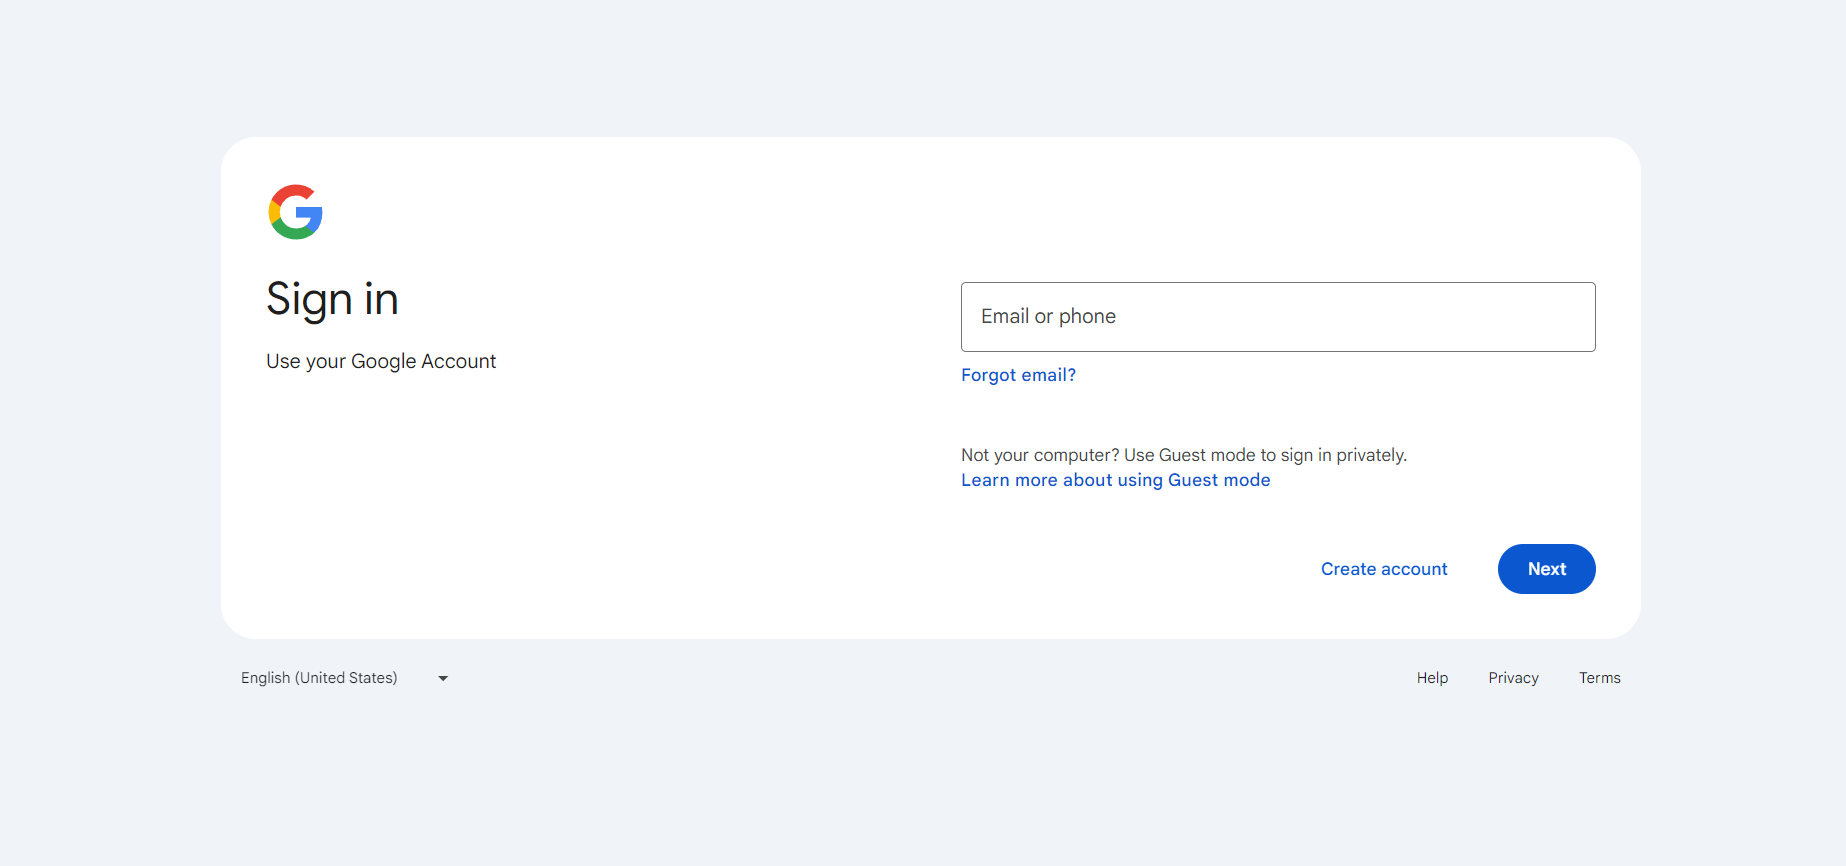 Sign in
Use your Google Account
Email or phone
Forgot email?
Not your computer? Use Guest mode to sign in privately.
Learn more about using Guest mode
Create account
Next
English (United States)
Help
Privacy
Terms